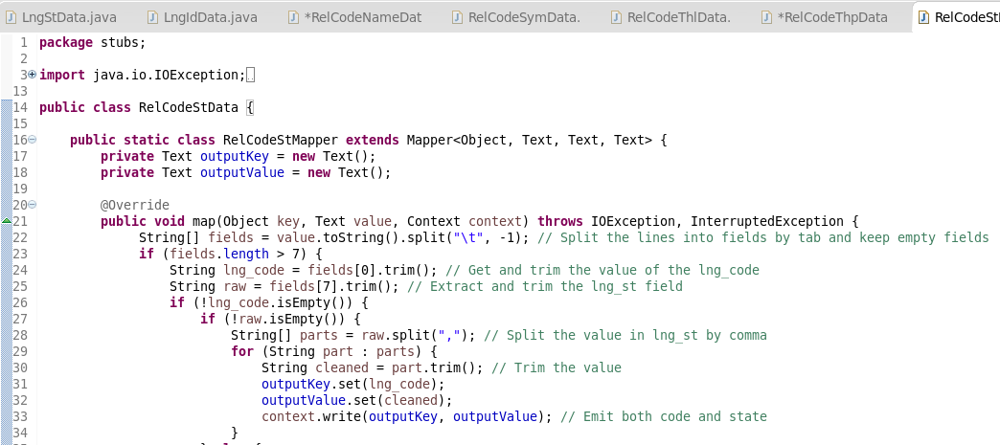 LngStData.java LngIdData.java *RelCodeNameDat RelCodeSymData. RelCodeThlData. *RelCodeThpData RelCodeSt
1 package stubs;
2
3 import java.io.IOException;
13
14 public class RelCodeStData {
15
16 public static class RelCodeStMapper extends Mapper<Object, Text, Text, Text> {
17 private Text outputKey = new Text();
18 private Text outputValue = new Text();
19
20 @Override
21 public void map(Object key, Text value, Context context) throws IOException, InterruptedException {
22 String[] fields = value.toString().split("\t", -1); // Split the lines into fields by tab and keep empty fields
23 if (fields.length > 7) {
24 String lng_code = fields[0].trim(); // Get and trim the value of the lng_code
25 String raw = fields[7].trim(); // Extract and trim the lng_st field
26 if (!lng_code.isEmpty()) {
27 if (!raw.isEmpty()) {
28 String[] parts = raw.split(","); // Split the value in lng_st by comma
29 for (String part : parts) {
30 String cleaned = part.trim(); // Trim the value
31 outputKey.set(lng_code);
32 outputValue.set(cleaned);
33 context.write(outputKey, outputValue); // Emit both code and state
34 }